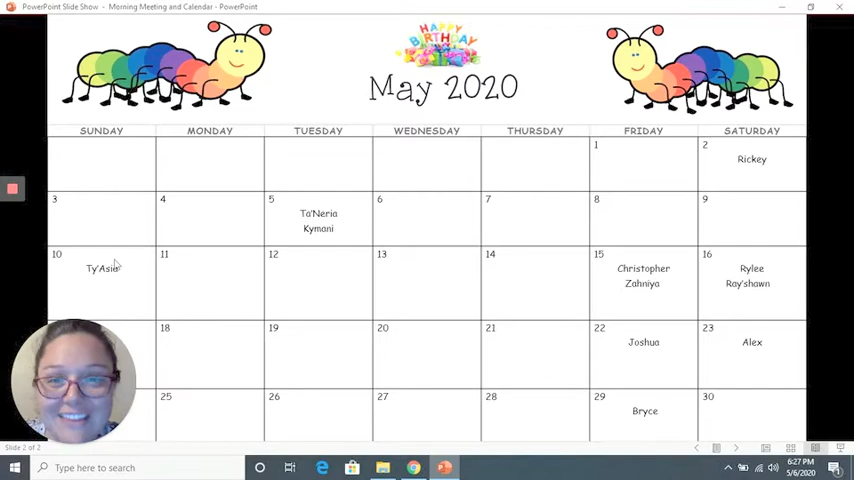 PowerPoint Slide Show - Morning Meeting and Calendar - PowerPoint
HAPPY
BIRTHDAY
May 2020
SUNDAY MONDAY TUESDAY WEDNESDAY THURSDAY FRIDAY SATURDAY
1 2
Rickey
3 4 5 6 7 8 9
Ta'Neria
Kymani
10 11 12 13 14 15 16
Ty'Asia Christopher Rylee
Zahniya Ray'shawn
18 19 20 21 22 23
Joshua Alex
25 26 27 28 29 30
Bryce
Slide 2 of 2
Type here to search
6:27 PM
5/6/2020